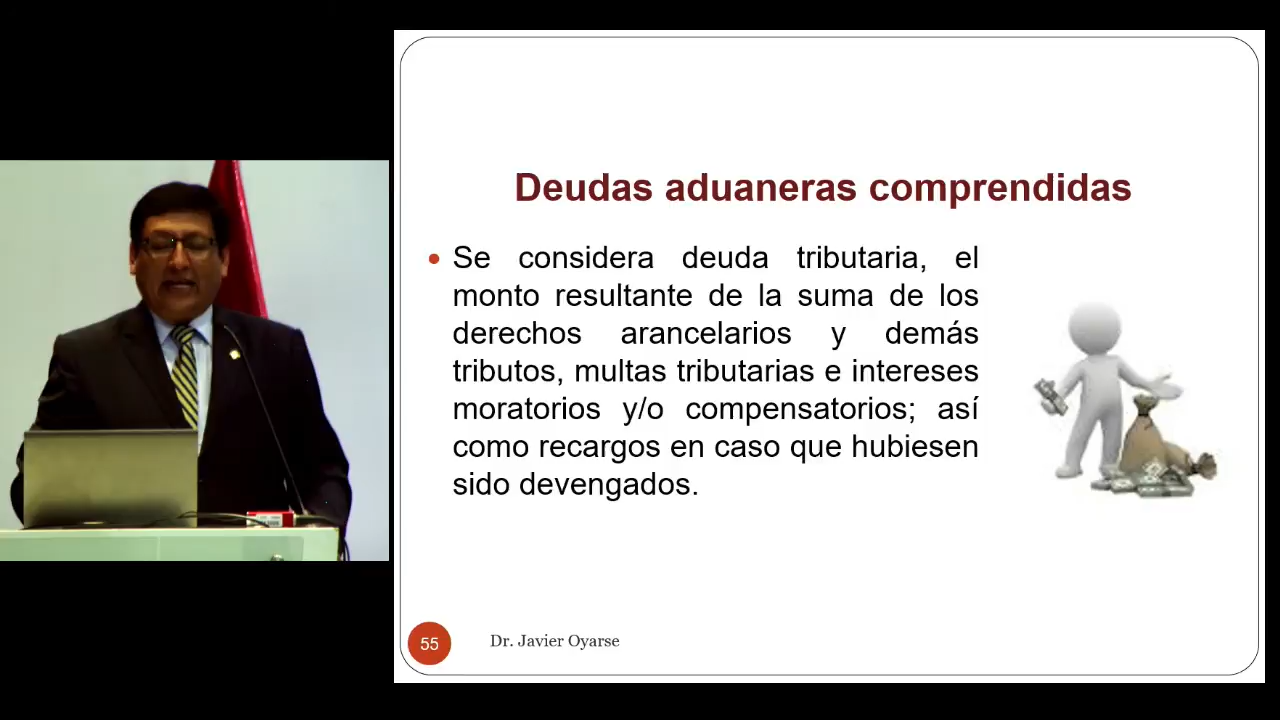 Deudas aduaneras comprendidas
• Se considera deuda tributaria, el
monto resultante de la suma de los
derechos arancelarios y demás
tributos, multas tributarias e intereses
moratorios y/o compensatorios; así
como recargos en caso que hubiesen
sido devengados.
55
Dr. Javier Oyarse